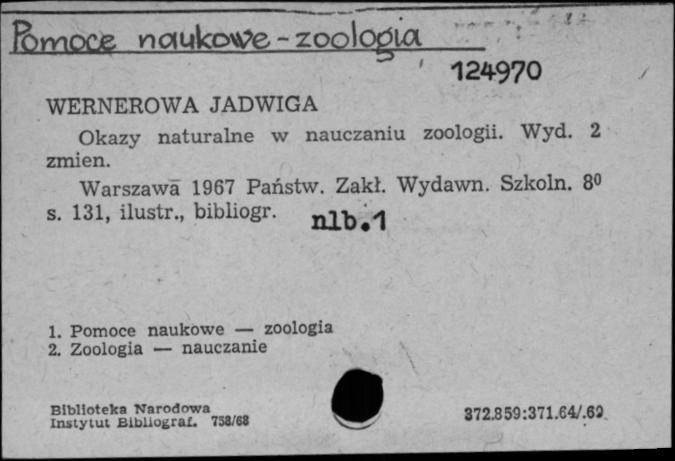 Pomoce naukowe - zoologia
124970
WERNEROWA JADWIGA
Okazy naturalne w nauczaniu zoologii. Wyd. 2
zmien.
Warszawa 1967 Państw. Zakł. Wydawn. Szkoln. 8⁰
s. 131, ilustr., bibliogr. nlb.1
1. Pomoce naukowe — zoologia
2. Zoologia — nauczanie
Biblioteka Narodowa
Instytut Bibliograf. 758/68
372.859:371.64/.69